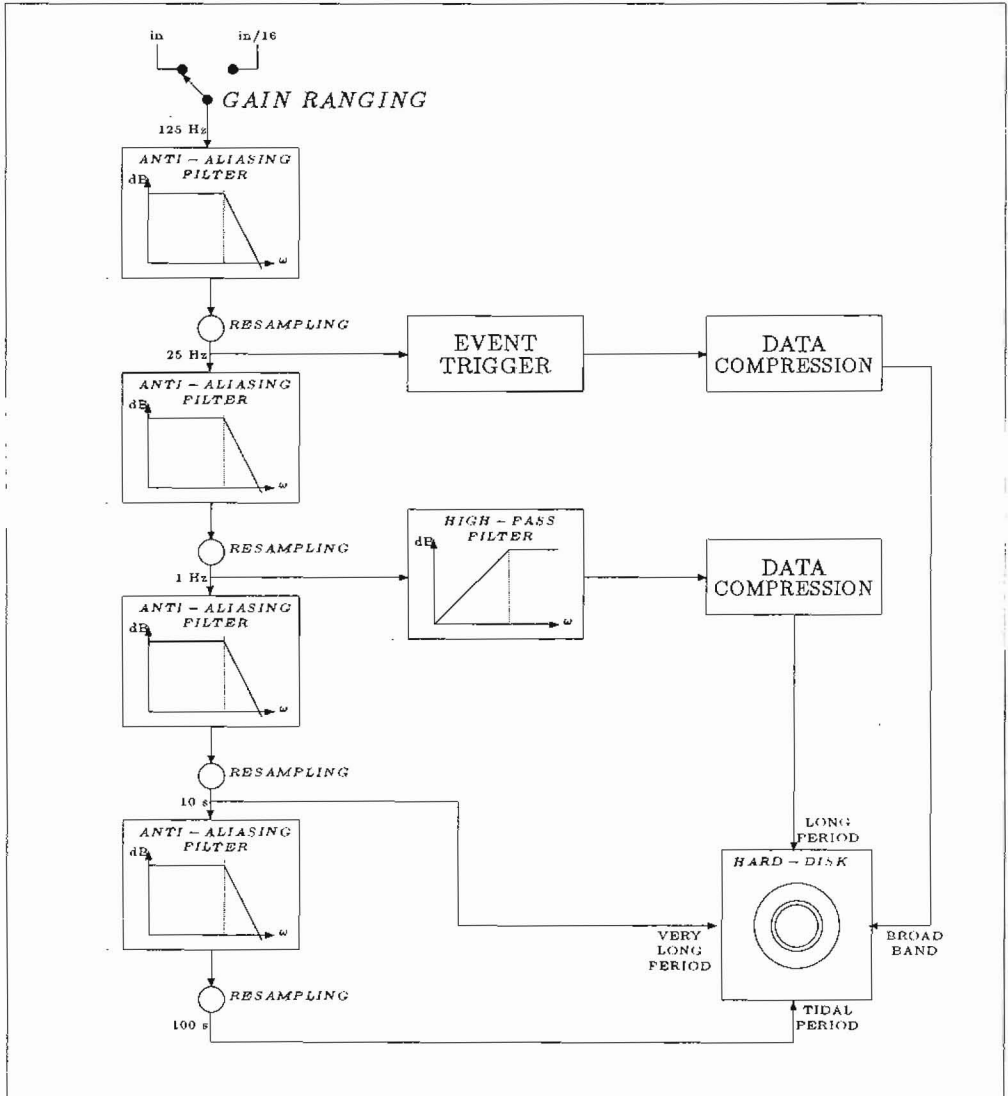 in
in/16
GAIN RANGING
125 Hz
ANTI - ALIASING
FILTER
dB
ω
RESAMPLING
25 Hz
EVENT
TRIGGER
DATA
COMPRESSION
ANTI - ALIASING
FILTER
dB
ω
RESAMPLING
1 Hz
HIGH - PASS
FILTER
dB
ω
DATA
COMPRESSION
ANTI - ALIASING
FILTER
dB
ω
RESAMPLING
10 s
ANTI - ALIASING
FILTER
dB
ω
LONG
PERIOD
HARD - DISK
VERY
LONG
PERIOD
BROAD
BAND
RESAMPLING
100 s
TIDAL
PERIOD